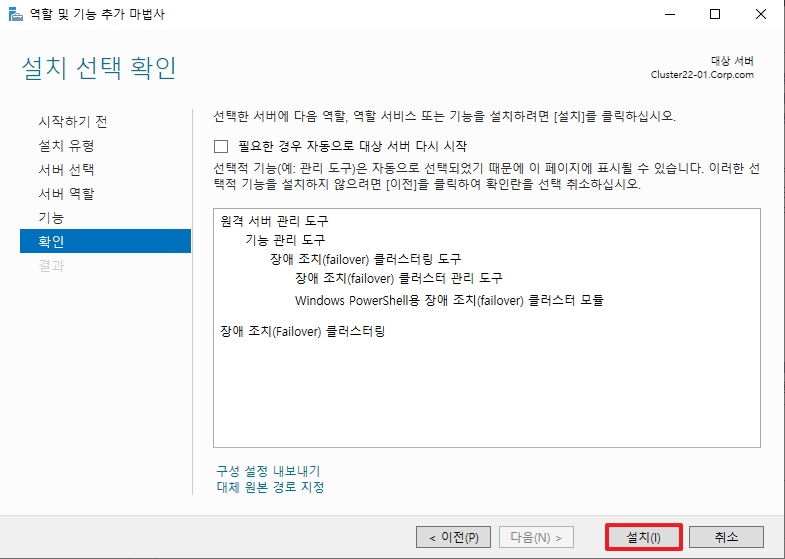 역할 및 기능 추가 마법사
설치 선택 확인
대상 서버
Cluster22-01.Corp.com
시작하기 전
설치 유형
서버 선택
서버 역할
기능
확인
결과
선택한 서버에 다음 역할, 역할 서비스 또는 기능을 설치하려면 [설치]를 클릭하십시오.
필요한 경우 자동으로 대상 서버 다시 시작
선택적 기능(예: 관리 도구)은 자동으로 선택되었기 때문에 이 페이지에 표시될 수 있습니다. 이러한 선
택적 기능을 설치하지 않으려면 [이전]을 클릭하여 확인란을 선택 취소하십시오.
원격 서버 관리 도구
기능 관리 도구
장애 조치(failover) 클러스터링 도구
장애 조치(failover) 클러스터 관리 도구
Windows PowerShell용 장애 조치(failover) 클러스터 모듈
장애 조치(Failover) 클러스터링
구성 설정 내보내기
대체 원본 경로 지정
< 이전(P)
다음(N) >
설치(I)
취소